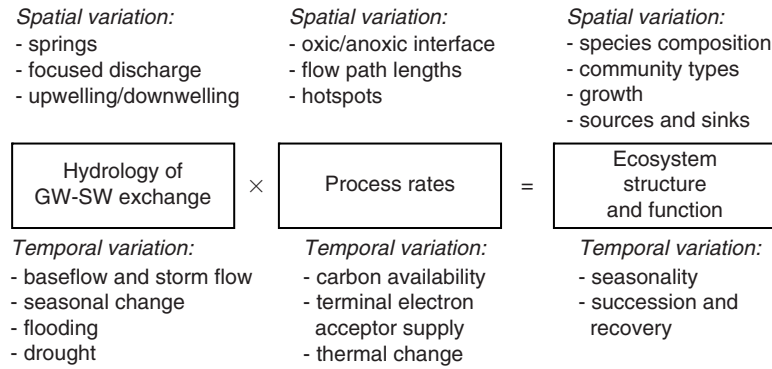 Spatial variation:
- springs
- focused discharge
- upwelling/downwelling
Spatial variation:
- oxic/anoxic interface
- flow path lengths
- hotspots
Spatial variation:
- species composition
- community types
- growth
- sources and sinks
Hydrology of
GW-SW exchange
×
Process rates
=
Ecosystem
structure
and function
Temporal variation:
- baseflow and storm flow
- seasonal change
- flooding
- drought
Temporal variation:
- carbon availability
- terminal electron
acceptor supply
- thermal change
Temporal variation:
- seasonality
- succession and
recovery